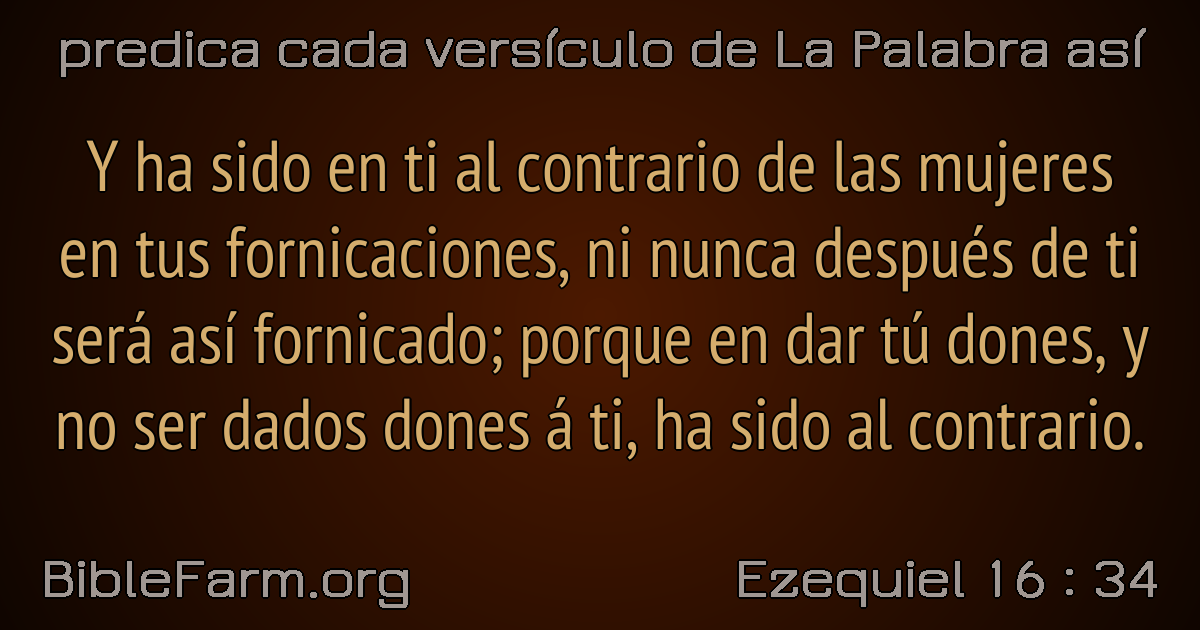 predica cada versículo de La Palabra así
Y ha sido en ti al contrario de las mujeres
en tus fornicaciones, ni nunca después de ti
será así fornicado; porque en dar tú dones, y
no ser dados dones á ti, ha sido al contrario.
BibleFarm.org
Ezequiel 16 : 34